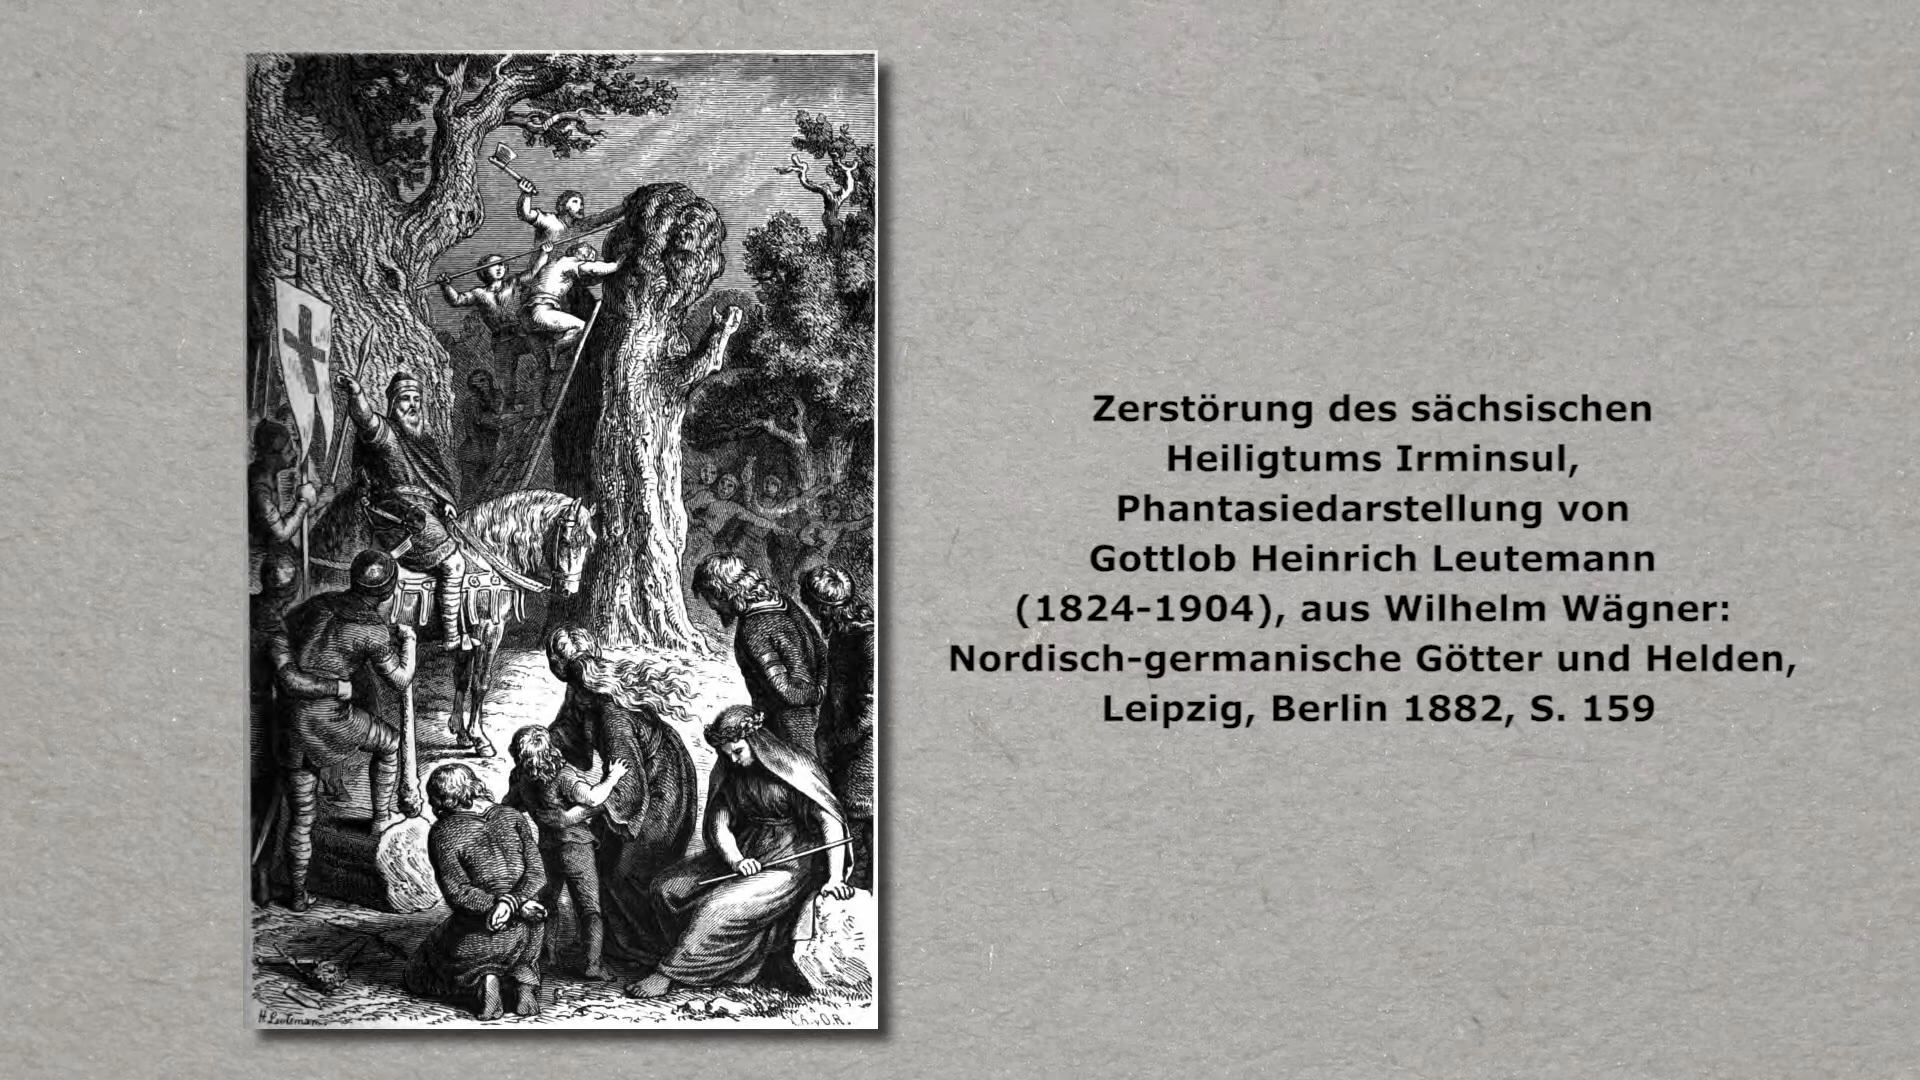 Zerstörung des sächsischen
Heiligtums Irminsul,
Phantasiedarstellung von
Gottlob Heinrich Leutemann
(1824-1904), aus Wilhelm Wägner:
Nordisch-germanische Götter und Helden,
Leipzig, Berlin 1882, S. 159
H. Leutemann